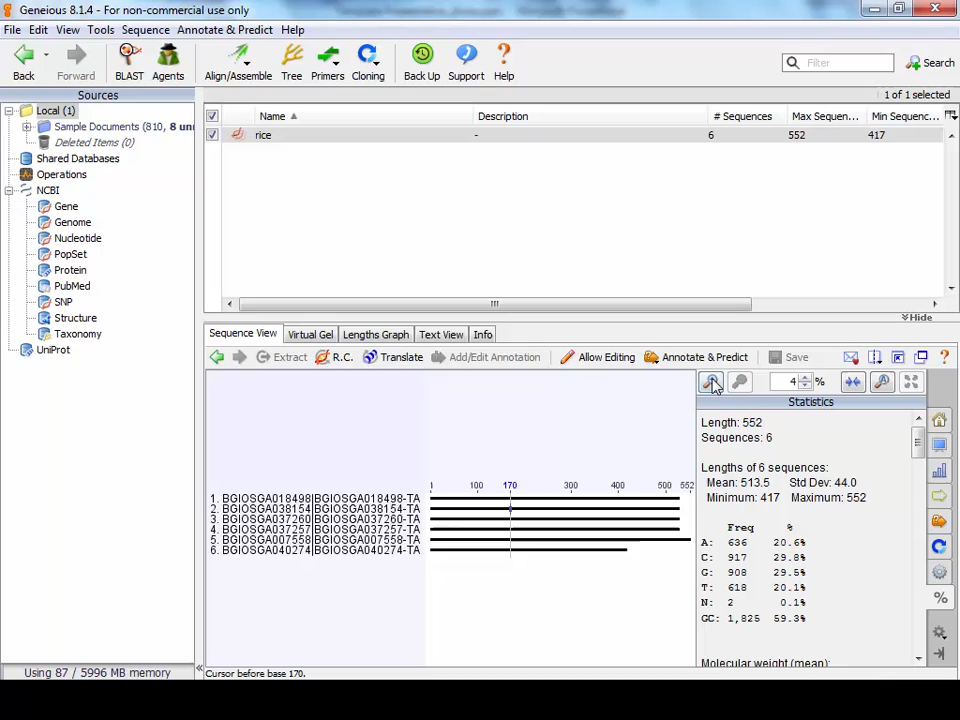 Geneious 8.1.4 - For non-commercial use only
File Edit View Tools Sequence Annotate & Predict Help
Back Forward BLAST Agents Align/Assemble Tree Primers Cloning Back Up Support Help Filter Search
Sources
1 of 1 selected
Local (1)
Name Description # Sequences Max Sequen... Min Sequenc...
Sample Documents (810, 8 un
rice - 6 552 417
Deleted Items (0)
Shared Databases
Operations
NCBI
Gene
Genome
Nucleotide
PopSet
Protein
PubMed
SNP
Structure
Taxonomy
UniProt
Hide
Sequence View Virtual Gel Lengths Graph Text View Info
Extract R.C. Translate Add/Edit Annotation Allow Editing Annotate & Predict Save
4 %
Statistics
Length: 552
Sequences: 6
Lengths of 6 sequences:
Mean: 513.5 Std Dev: 44.0
Minimum: 417 Maximum: 552
1 100 170 300 400 500 552
1. BGIOSGA018498|BGIOSGA018498-TA
2. BGIOSGA038154|BGIOSGA038154-TA
3. BGIOSGA037260|BGIOSGA037260-TA
4. BGIOSGA037257|BGIOSGA037257-TA
5. BGIOSGA007558|BGIOSGA007558-TA
6. BGIOSGA040274|BGIOSGA040274-TA
Freq %
A: 636 20.6%
C: 917 29.8%
G: 908 29.5%
T: 618 20.1%
N: 2 0.1%
GC: 1,825 59.3%
Molecular weight (mean):
Using 87 / 5996 MB memory
Cursor before base 170.